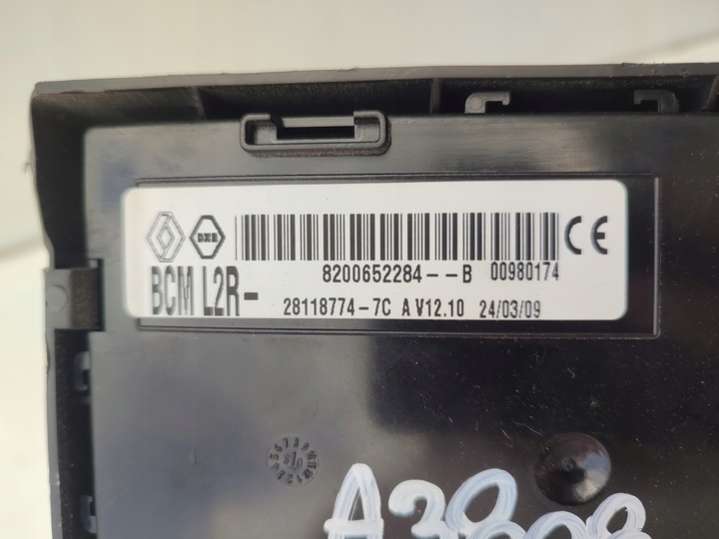 8200652284--B 00980174
BCM L2R-
28118774-7C A V12.10 24/03/09